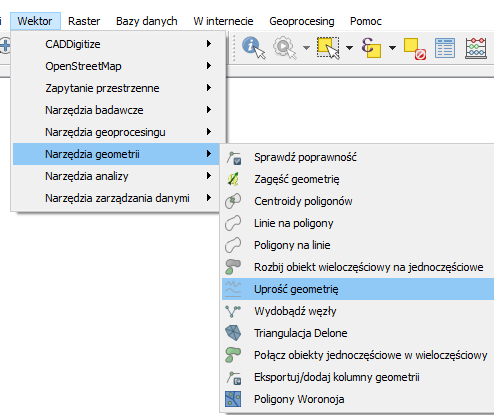 Wektor Raster Bazy danych W internecie Geoprocesing Pomoc
CADDigitize
OpenStreetMap
Zapytanie przestrzenne
Narzędzia badawcze
Narzędzia geoprocesingu
Narzędzia geometrii
Narzędzia analizy
Narzędzia zarządzania danymi
Sprawdź poprawność
Zagęść geometrię
Centroidy poligonów
Linie na poligony
Poligony na linie
Rozbij obiekt wieloczęściowy na jednoczęściowe
Uprość geometrię
Wydobądź węzły
Triangulacja Delone
Połącz obiekty jednoczęściowe w wieloczęściowy
Eksportuj/dodaj kolumny geometrii
Poligony Woronoja